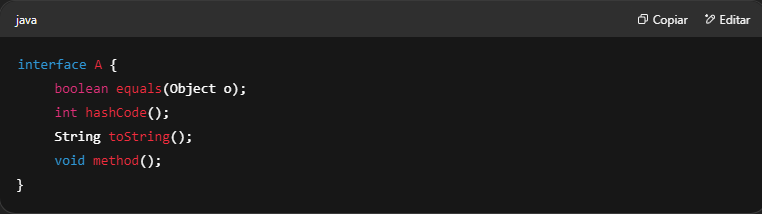 java Copiar Editar
interface A {
    boolean equals(Object o);
    int hashCode();
    String toString();
    void method();
}